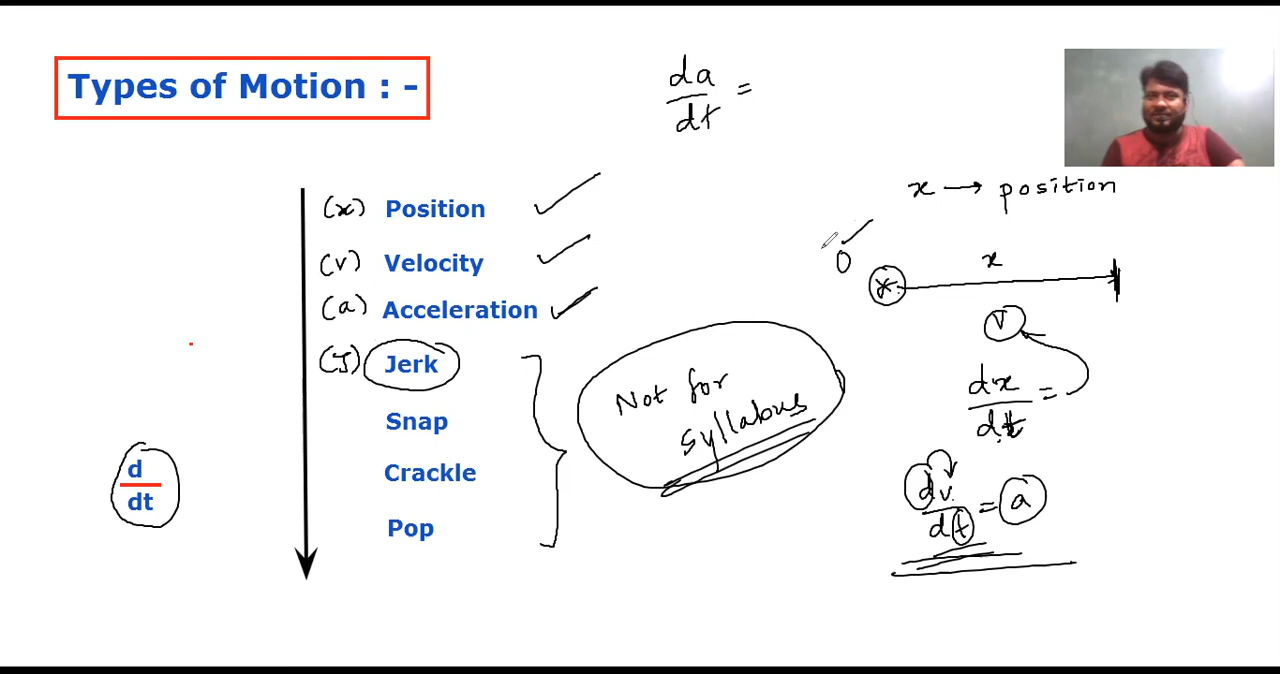 Types of Motion : -
da
dt =
x → position
(x) Position
(v) Velocity
(a) Acceleration
(J) Jerk
Snap
Crackle
Pop
Not for
syllabus
d
dt
0
x
v
dx
dt =
dv
dt = a